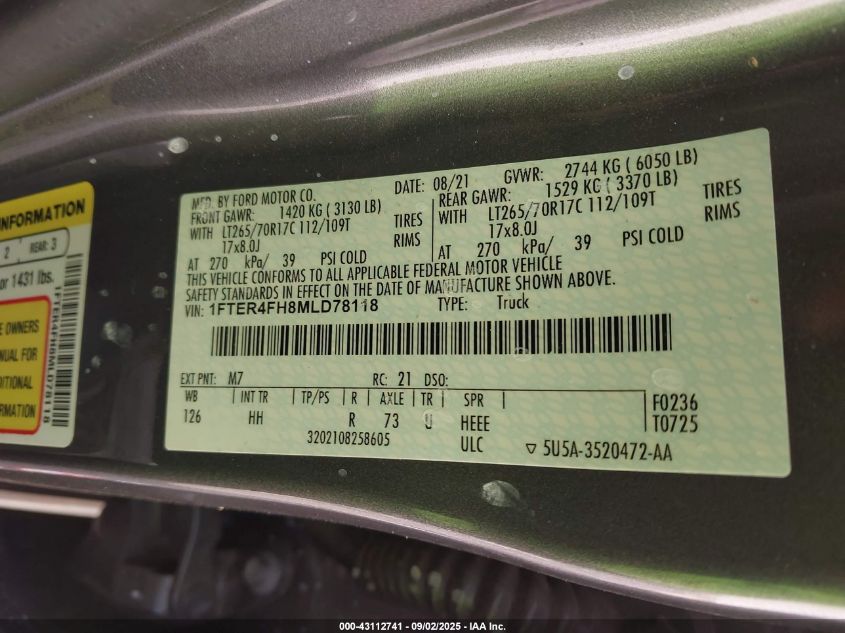 INFORMATION
2 REAR: 3
or 1431 lbs.
E OWNERS
NUAL FOR
DITIONAL
ORMATION
1FTER4FH8MLD78118
MFD. BY FORD MOTOR CO.
DATE: 08/21 GVWR: 2744 KG ( 6050 LB)
FRONT GAWR: 1420 KG ( 3130 LB) REAR GAWR: 1529 KG ( 3370 LB)
WITH LT265/70R17C 112/109T TIRES WITH LT265/70R17C 112/109T TIRES
17x8.0J RIMS 17x8.0J RIMS
AT 270 kPa/ 39 PSI COLD AT 270 kPa/ 39 PSI COLD
THIS VEHICLE CONFORMS TO ALL APPLICABLE FEDERAL MOTOR VEHICLE
SAFETY STANDARDS IN EFFECT ON THE DATE OF MANUFACTURE SHOWN ABOVE.
VIN: 1FTER4FH8MLD78118 TYPE: Truck
EXT PNT: M7 RC: 21 DSO:
WB INT TR TP/PS R AXLE TR SPR F0236
126 HH R 73 U HEEE T0725
3202108258605 ULC 5U5A-3520472-AA
000-43112741 - 09/02/2025 - IAA Inc.